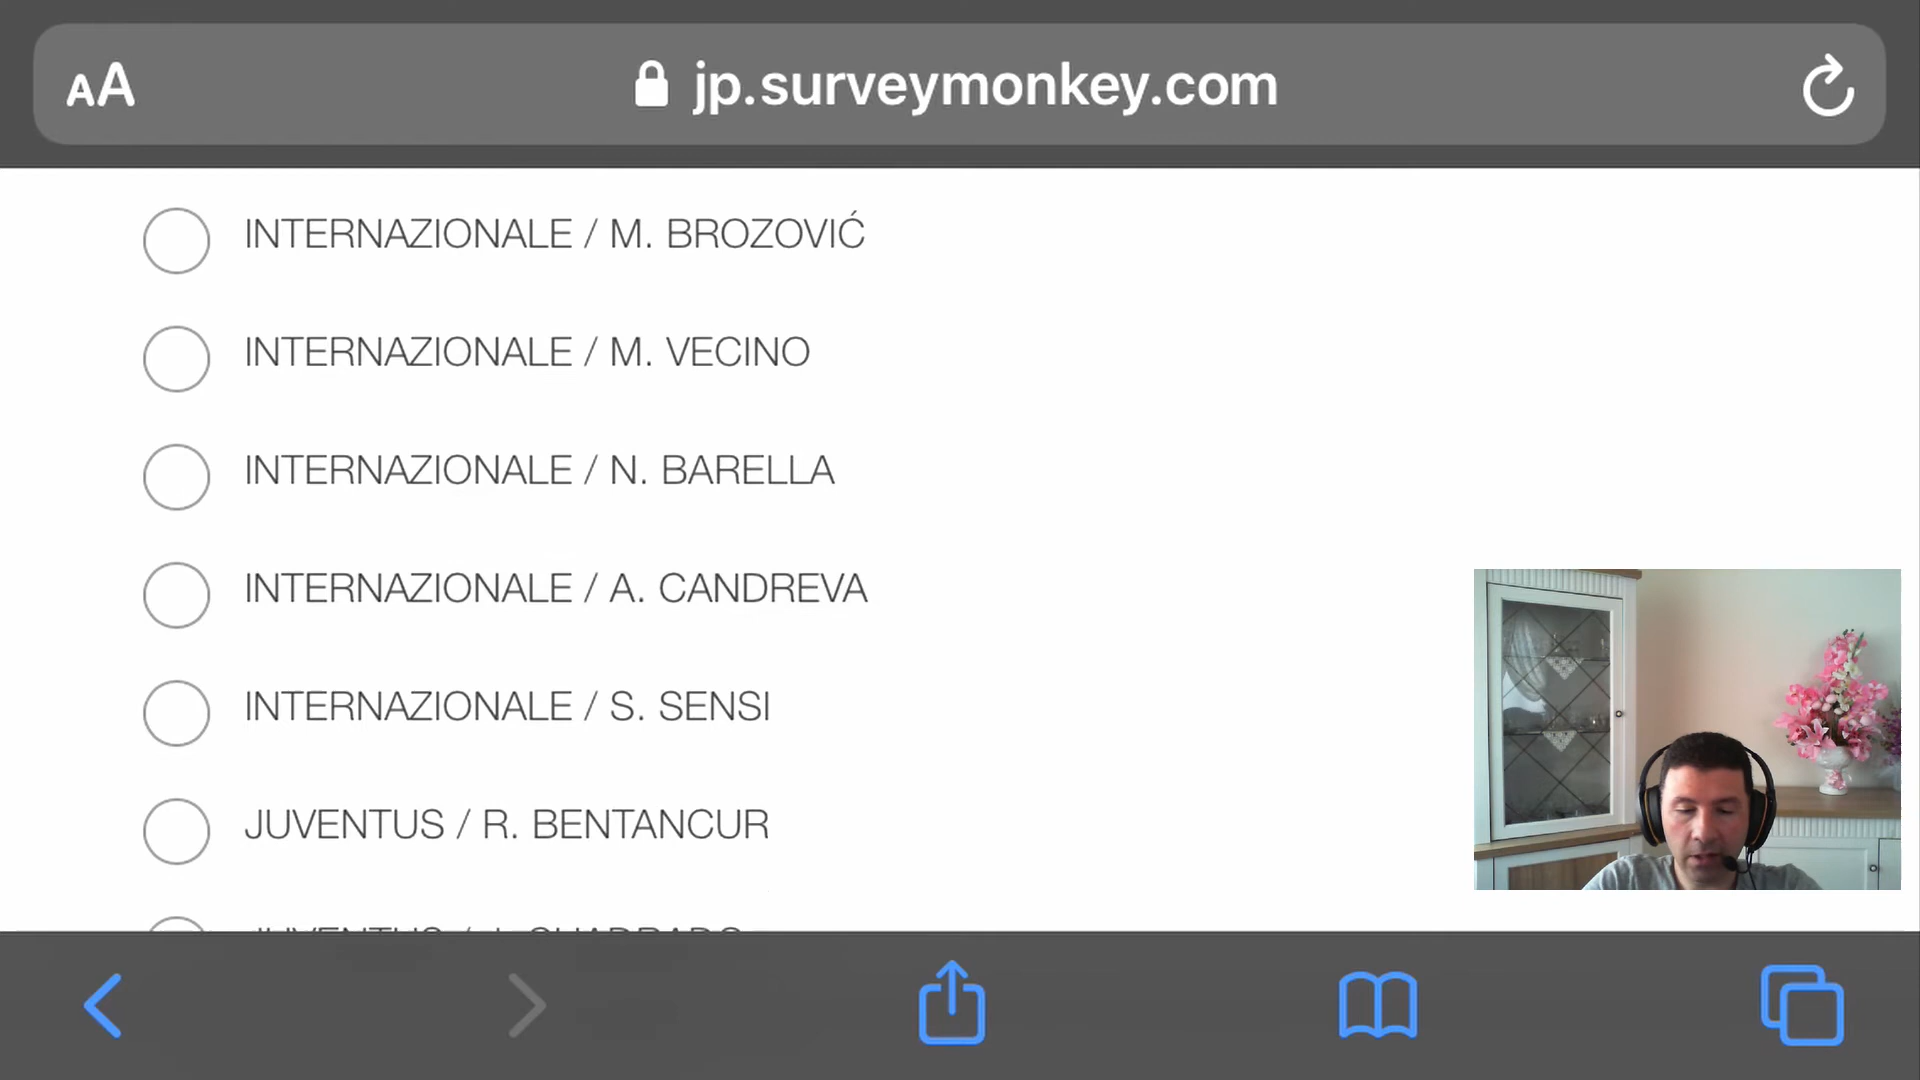 AA
jp.surveymonkey.com
INTERNAZIONALE / M. BROZOVIĆ
INTERNAZIONALE / M. VECINO
INTERNAZIONALE / N. BARELLA
INTERNAZIONALE / A. CANDREVA
INTERNAZIONALE / S. SENSI
JUVENTUS / R. BENTANCUR